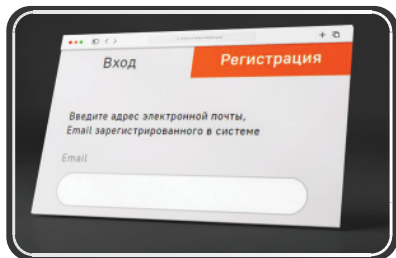 Вход
Регистрация
Введите адрес электронной почты,
Email зарегистрированного в системе
Email